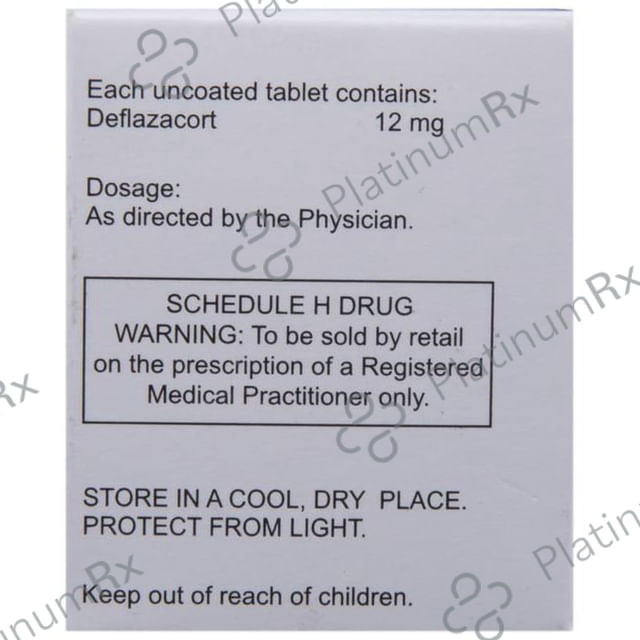 Each uncoated tablet contains:
Deflazacort 12 mg
Dosage:
As directed by the Physician.
SCHEDULE H DRUG
WARNING: To be sold by retail
on the prescription of a Registered
Medical Practitioner only.
STORE IN A COOL, DRY PLACE.
PROTECT FROM LIGHT.
Keep out of reach of children.
PlatinumRx
PlatinumRx